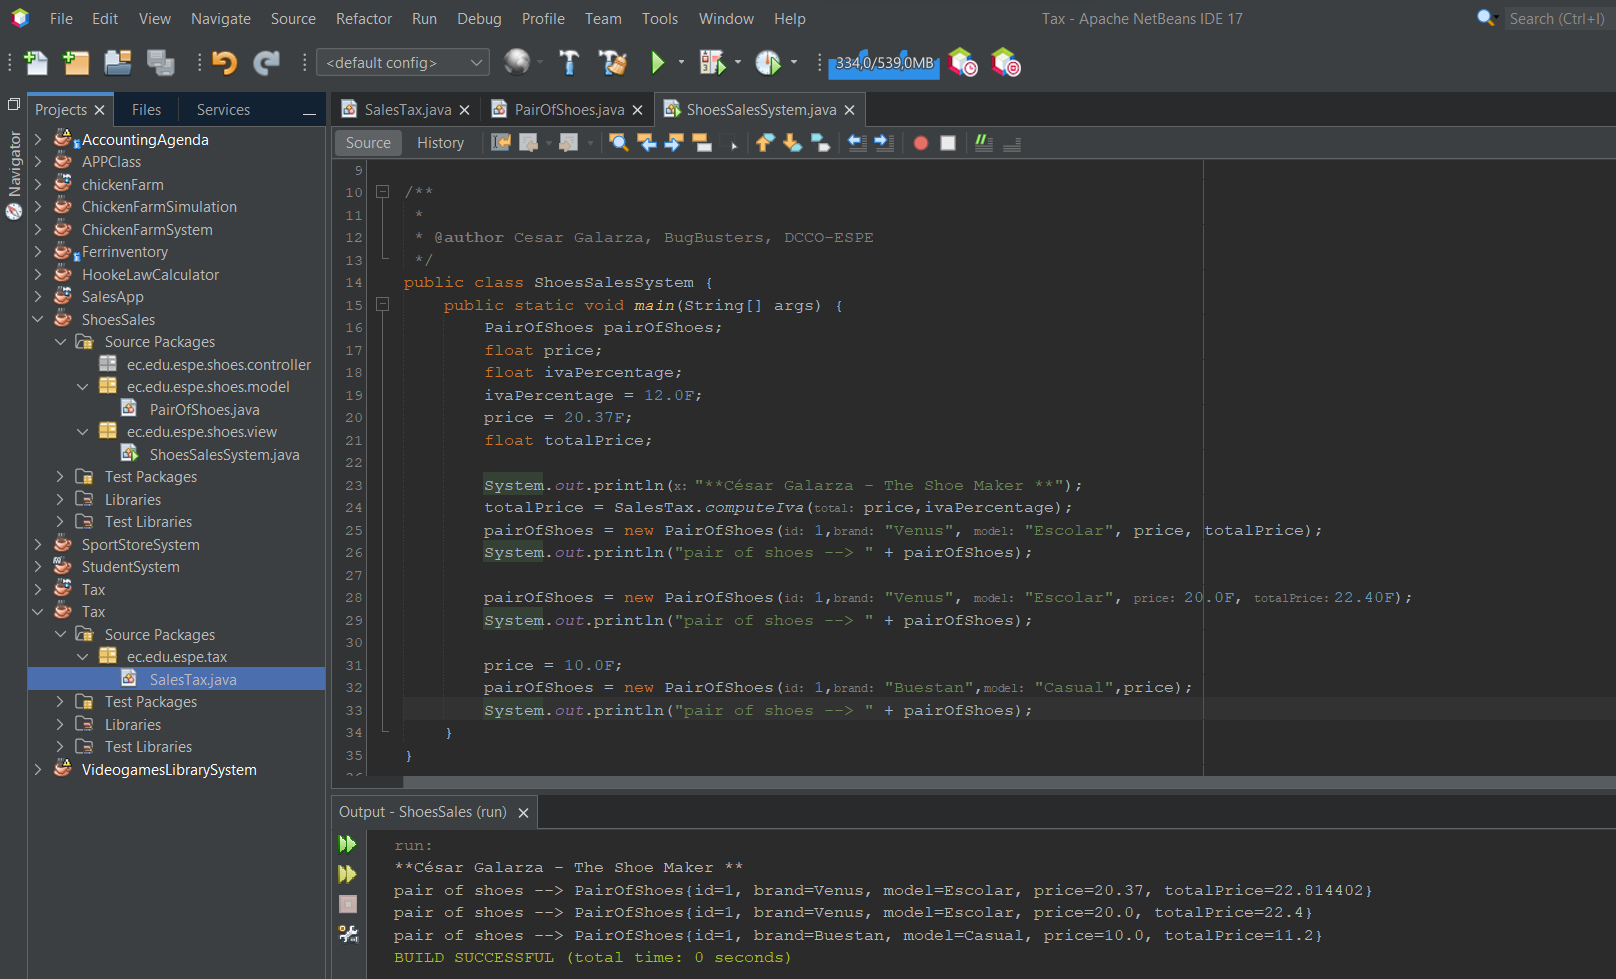 File Edit View Navigate Source Refactor Run Debug Profile Team Tools Window Help Tax - Apache NetBeans IDE 17 Search (Ctrl+I)
<default config> 334,0/539,0MB
Projects Files Services
Navigator
AccountingAgenda
APPClass
chickenFarm
ChickenFarmSimulation
ChickenFarmSystem
Ferrinventory
HookeLawCalculator
SalesApp
ShoesSales
Source Packages
ec.edu.espe.shoes.controller
ec.edu.espe.shoes.model
PairOfShoes.java
ec.edu.espe.shoes.view
ShoesSalesSystem.java
Test Packages
Libraries
Test Libraries
SportStoreSystem
StudentSystem
Tax
Tax
Source Packages
ec.edu.espe.tax
SalesTax.java
Test Packages
Libraries
Test Libraries
VideogamesLibrarySystem
SalesTax.java PairOfShoes.java ShoesSalesSystem.java
Source History
9
10 /**
11 *
12 * @author Cesar Galarza, BugBusters, DCCO-ESPE
13 */
14 public class ShoesSalesSystem {
15 public static void main(String[] args) {
16 PairOfShoes pairOfShoes;
17 float price;
18 float ivaPercentage;
19 ivaPercentage = 12.0F;
20 price = 20.37F;
21 float totalPrice;
22
23 System.out.println(x: "**César Galarza - The Shoe Maker **");
24 totalPrice = SalesTax.computeIva(total: price,ivaPercentage);
25 pairOfShoes = new PairOfShoes(id: 1,brand: "Venus", model: "Escolar", price, totalPrice);
26 System.out.println("pair of shoes --> " + pairOfShoes);
27
28 pairOfShoes = new PairOfShoes(id: 1,brand: "Venus", model: "Escolar", price: 20.0F, totalPrice: 22.40F);
29 System.out.println("pair of shoes --> " + pairOfShoes);
30
31 price = 10.0F;
32 pairOfShoes = new PairOfShoes(id: 1,brand: "Buestan",model: "Casual",price);
33 System.out.println("pair of shoes --> " + pairOfShoes);
34 }
35 }
Output - ShoesSales (run)
run:
**César Galarza - The Shoe Maker **
pair of shoes --> PairOfShoes{id=1, brand=Venus, model=Escolar, price=20.37, totalPrice=22.814402}
pair of shoes --> PairOfShoes{id=1, brand=Venus, model=Escolar, price=20.0, totalPrice=22.4}
pair of shoes --> PairOfShoes{id=1, brand=Buestan, model=Casual, price=10.0, totalPrice=11.2}
BUILD SUCCESSFUL (total time: 0 seconds)